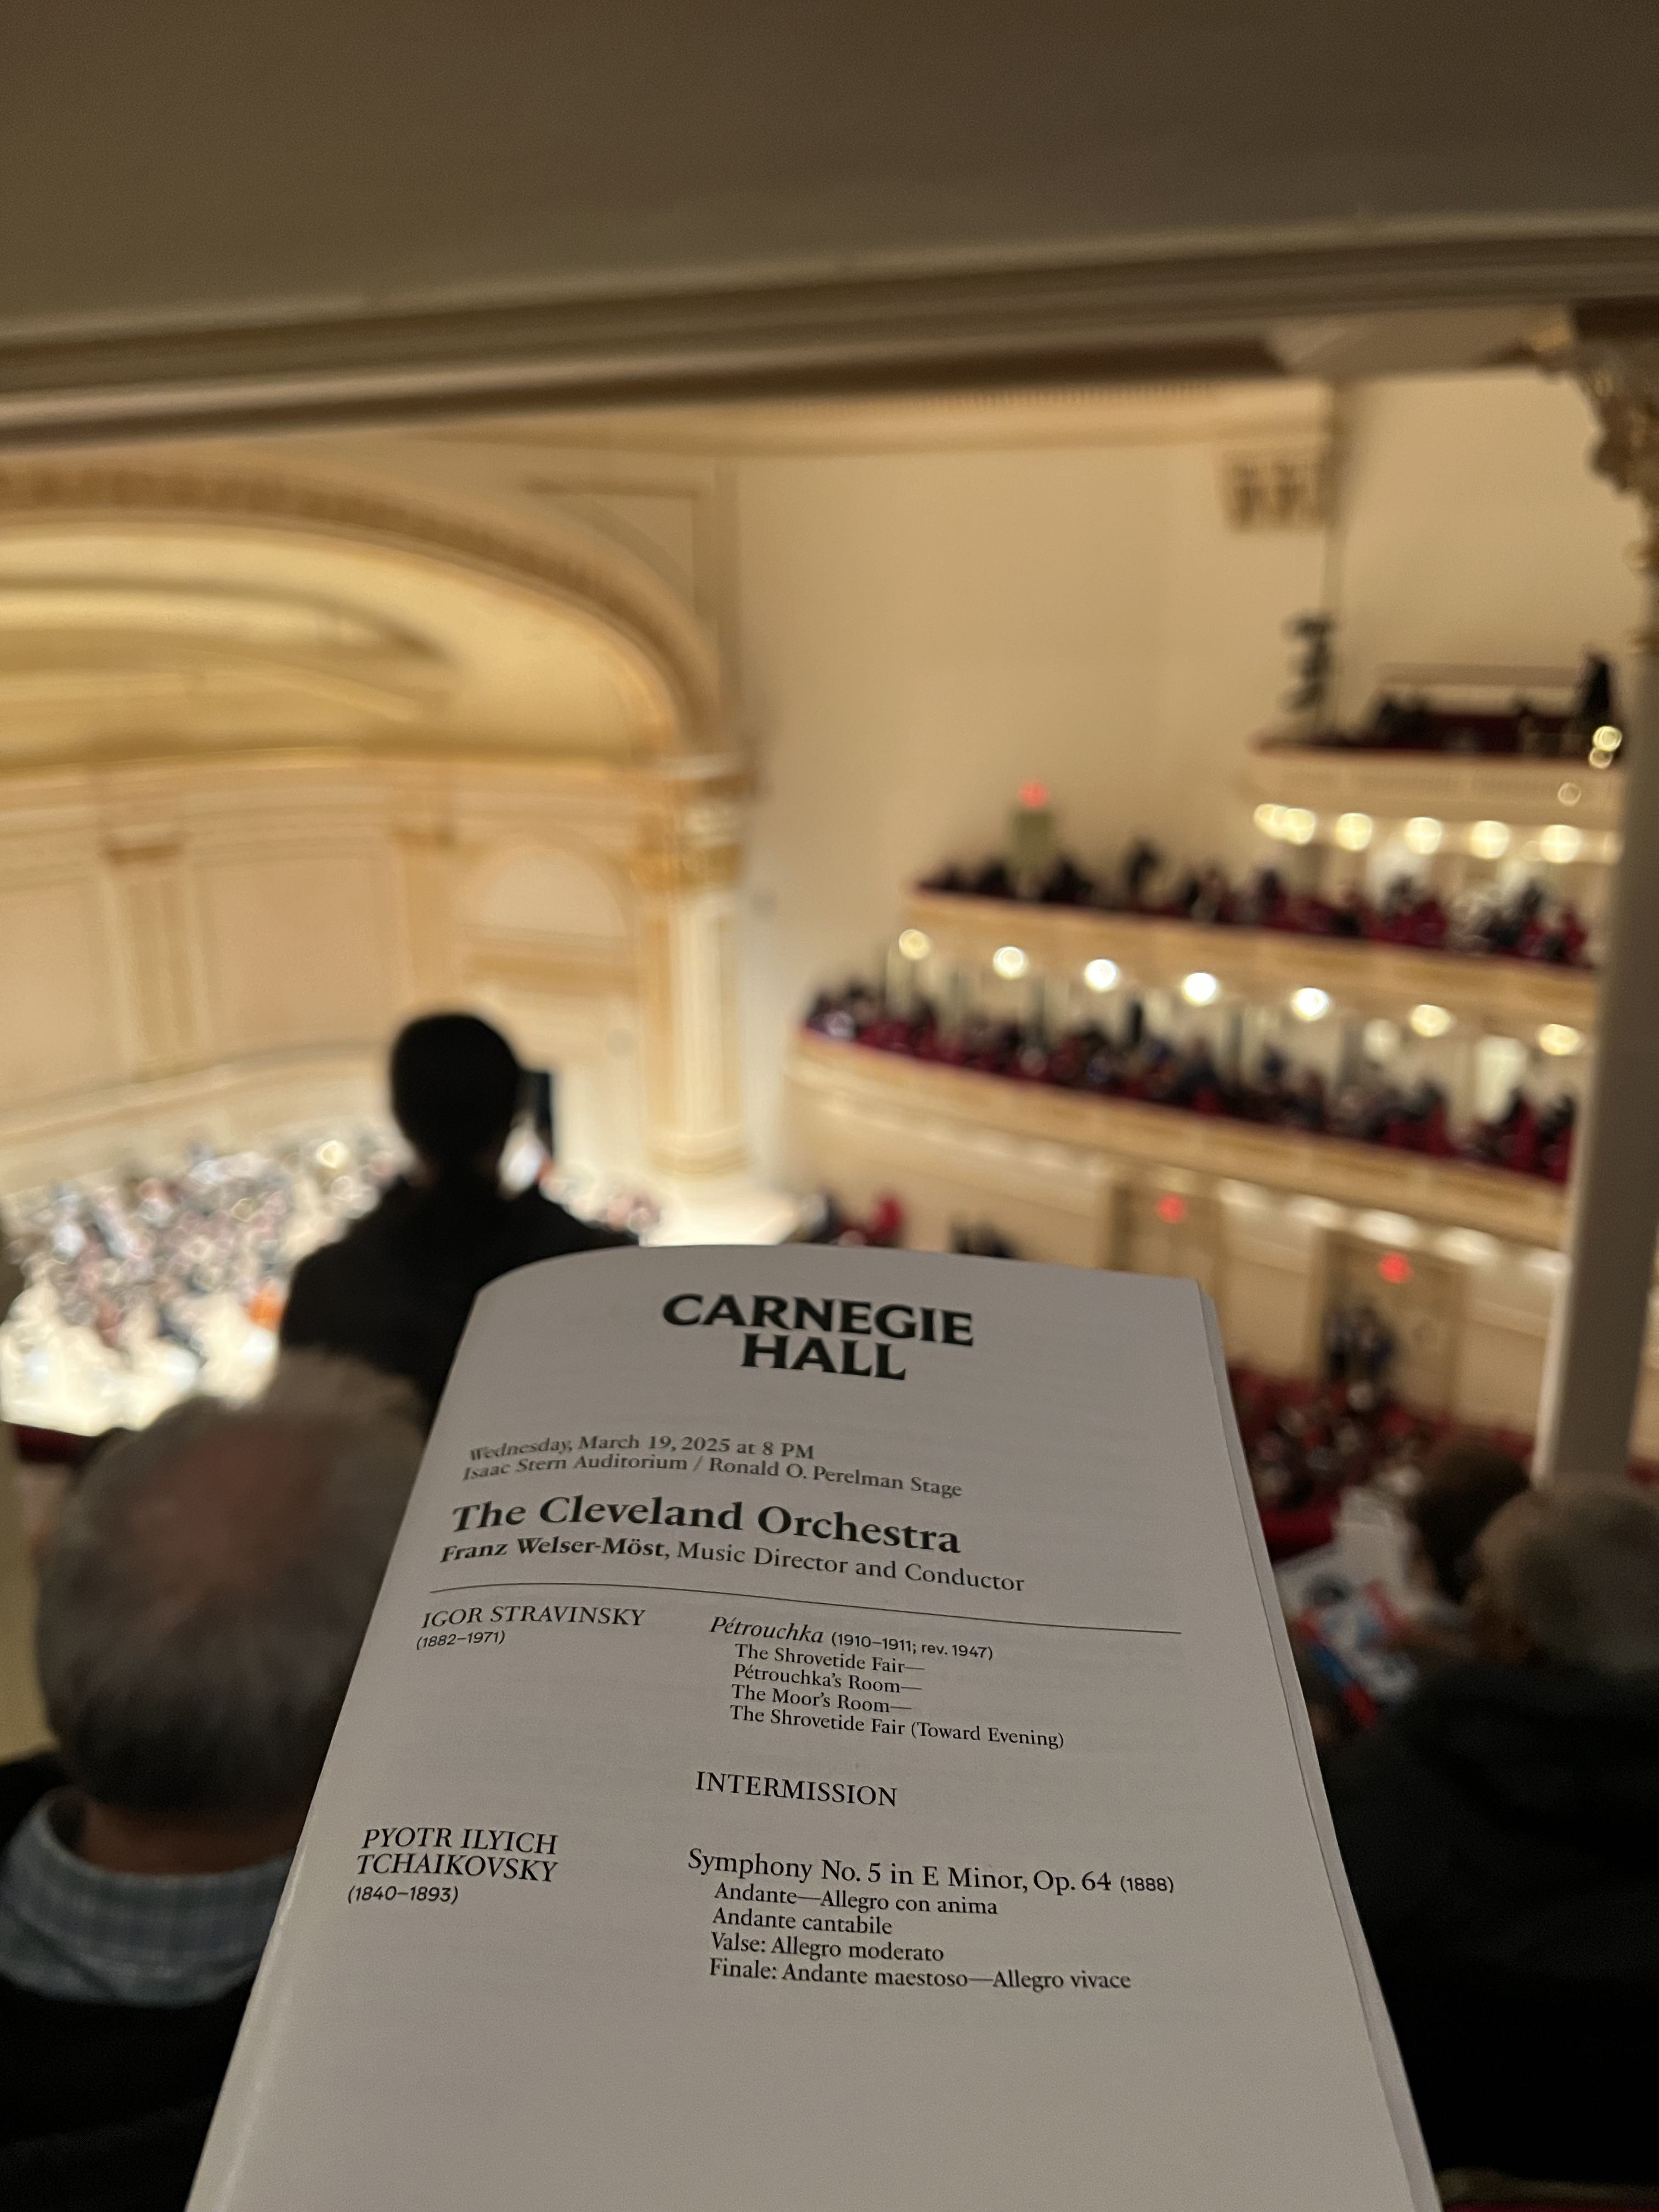 CARNEGIE
HALL
Wednesday, March 19, 2025 at 8 PM
Isaac Stern Auditorium / Ronald O. Perelman Stage
The Cleveland Orchestra
Franz Welser-Möst, Music Director and Conductor
IGOR STRAVINSKY
(1882–1971)
Pétrouchka (1910–1911; rev. 1947)
The Shrovetide Fair—
Pétrouchka's Room—
The Moor's Room—
The Shrovetide Fair (Toward Evening)
INTERMISSION
PYOTR ILYICH
TCHAIKOVSKY
(1840–1893)
Symphony No. 5 in E Minor, Op. 64 (1888)
Andante—Allegro con anima
Andante cantabile
Valse: Allegro moderato
Finale: Andante maestoso—Allegro vivace